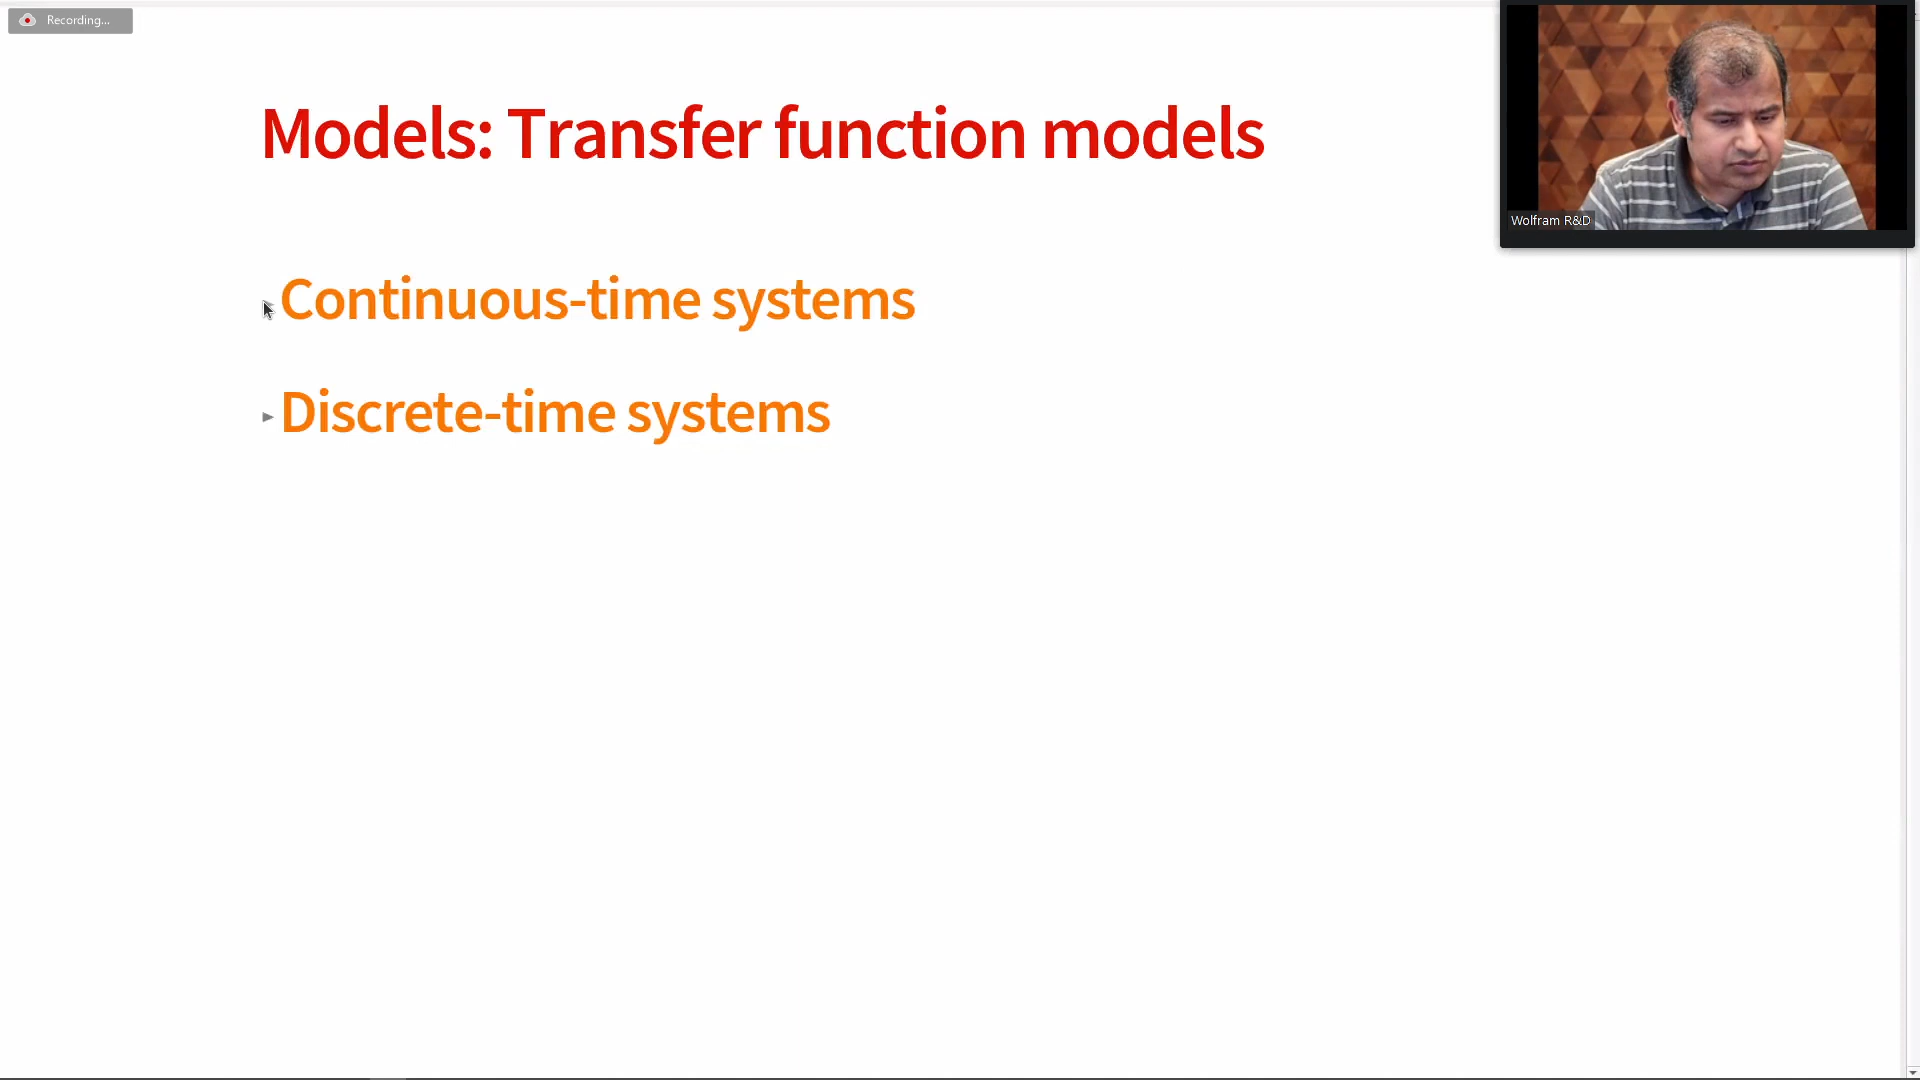 Recording...
Models: Transfer function models
Wolfram R&D
Continuous-time systems
Discrete-time systems